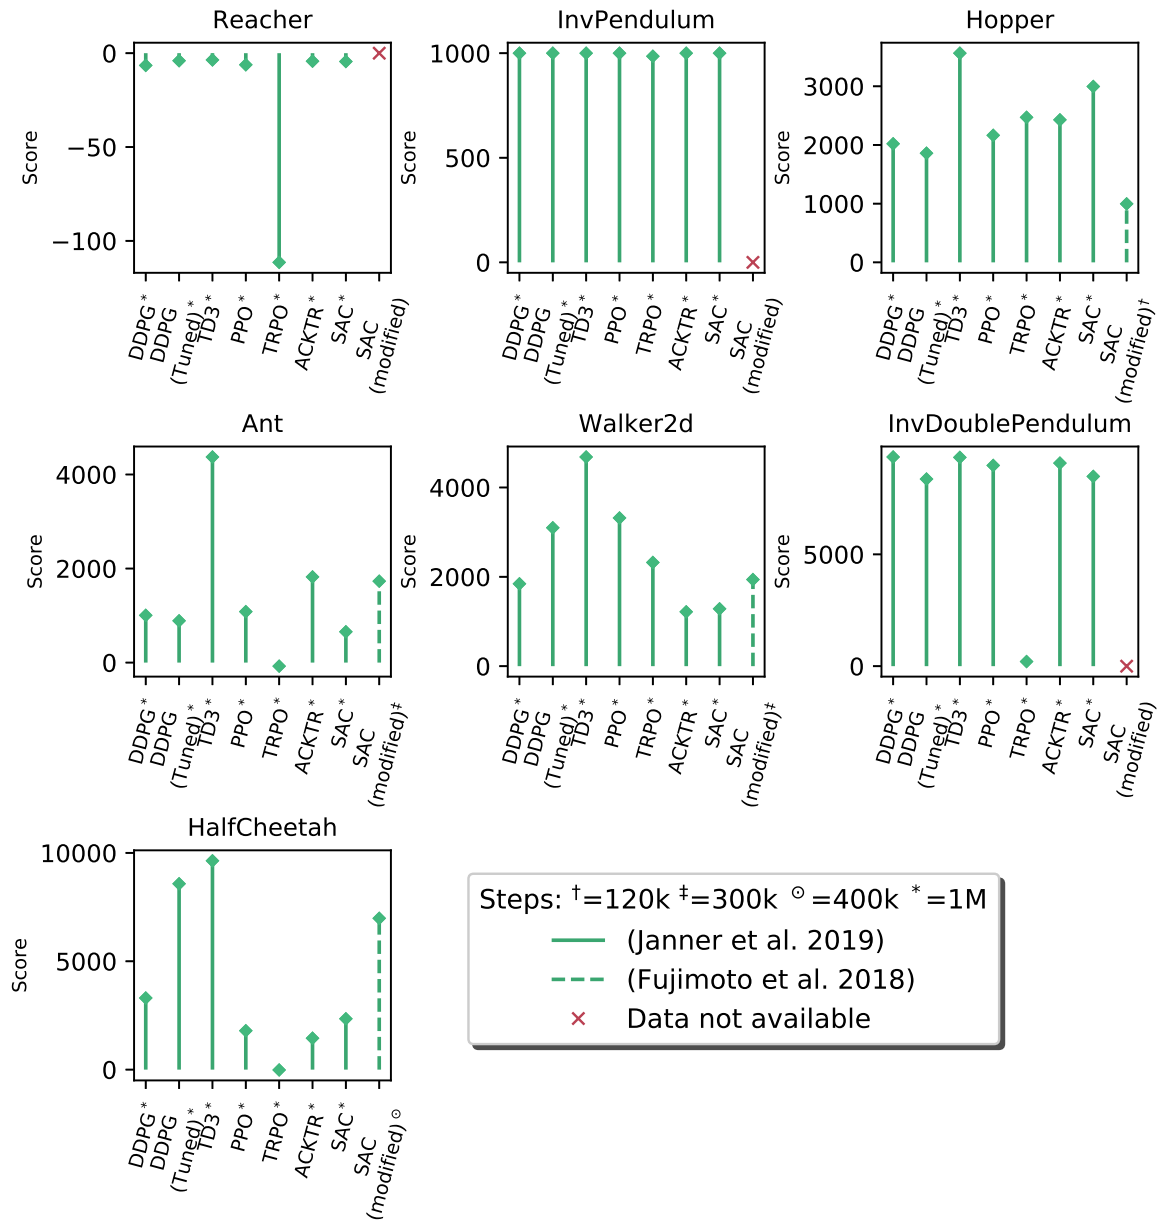 Reacher
Score
0
−50
−100
DDPG*
DDPG
(Tuned)*
TD3*
PPO*
TRPO*
ACKTR*
SAC*
SAC
(modified)
InvPendulum
Score
1000
500
0
DDPG*
DDPG
(Tuned)*
TD3*
PPO*
TRPO*
ACKTR*
SAC*
SAC
(modified)
Hopper
Score
3000
2000
1000
0
DDPG*
DDPG
(Tuned)*
TD3*
PPO*
TRPO*
ACKTR*
SAC*
SAC
(modified)†
Ant
Score
4000
2000
0
DDPG*
DDPG
(Tuned)*
TD3*
PPO*
TRPO*
ACKTR*
SAC*
SAC
(modified)‡
Walker2d
Score
4000
2000
0
DDPG*
DDPG
(Tuned)*
TD3*
PPO*
TRPO*
ACKTR*
SAC*
SAC
(modified)‡
InvDoublePendulum
Score
5000
0
DDPG*
DDPG
(Tuned)*
TD3*
PPO*
TRPO*
ACKTR*
SAC*
SAC
(modified)
HalfCheetah
Score
10000
5000
0
DDPG*
DDPG
(Tuned)*
TD3*
PPO*
TRPO*
ACKTR*
SAC*
SAC
(modified)⊙
Steps: †=120k ‡=300k ⊙=400k *=1M
(Janner et al. 2019)
(Fujimoto et al. 2018)
Data not available